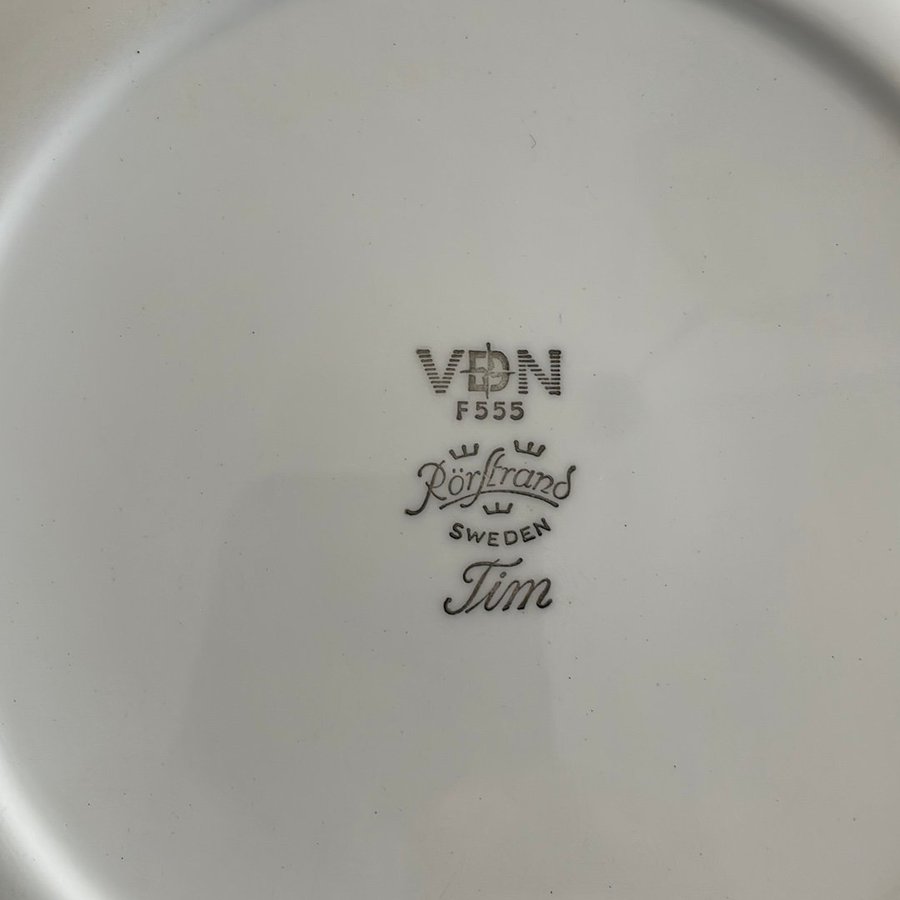 VDN
F555
Rörstrand
SWEDEN
Tim